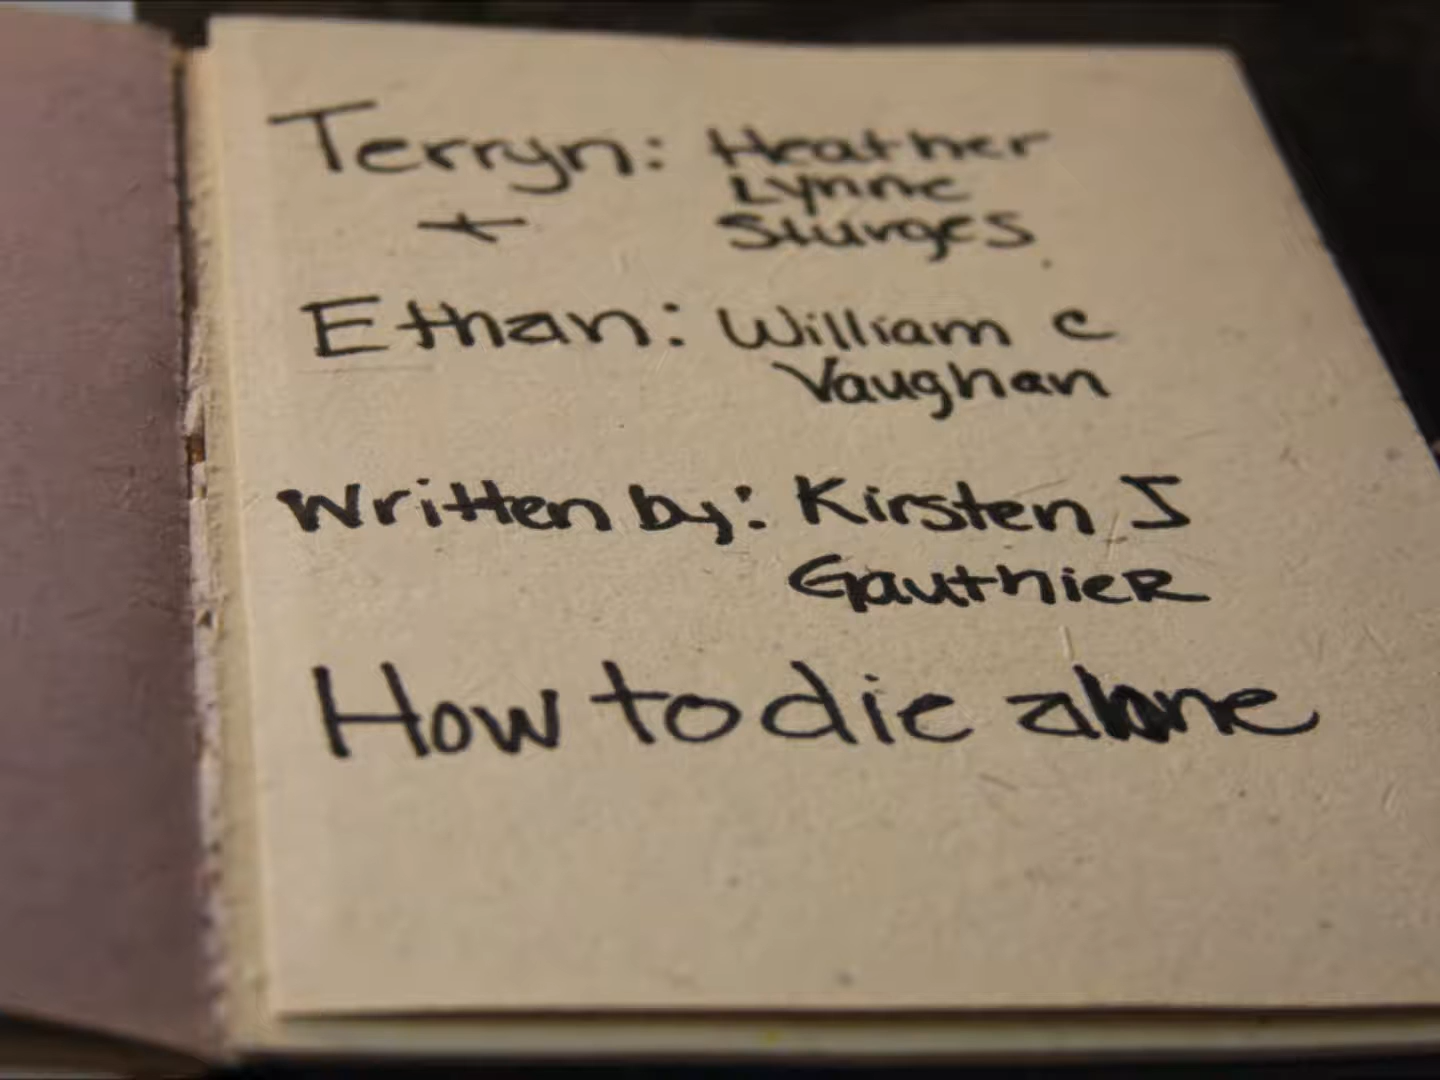 Terryn: Heather
Lynne
+ Sturges
Ethan: William C
Vaughan
Written by: Kirsten J
Gauthier
How to die alone